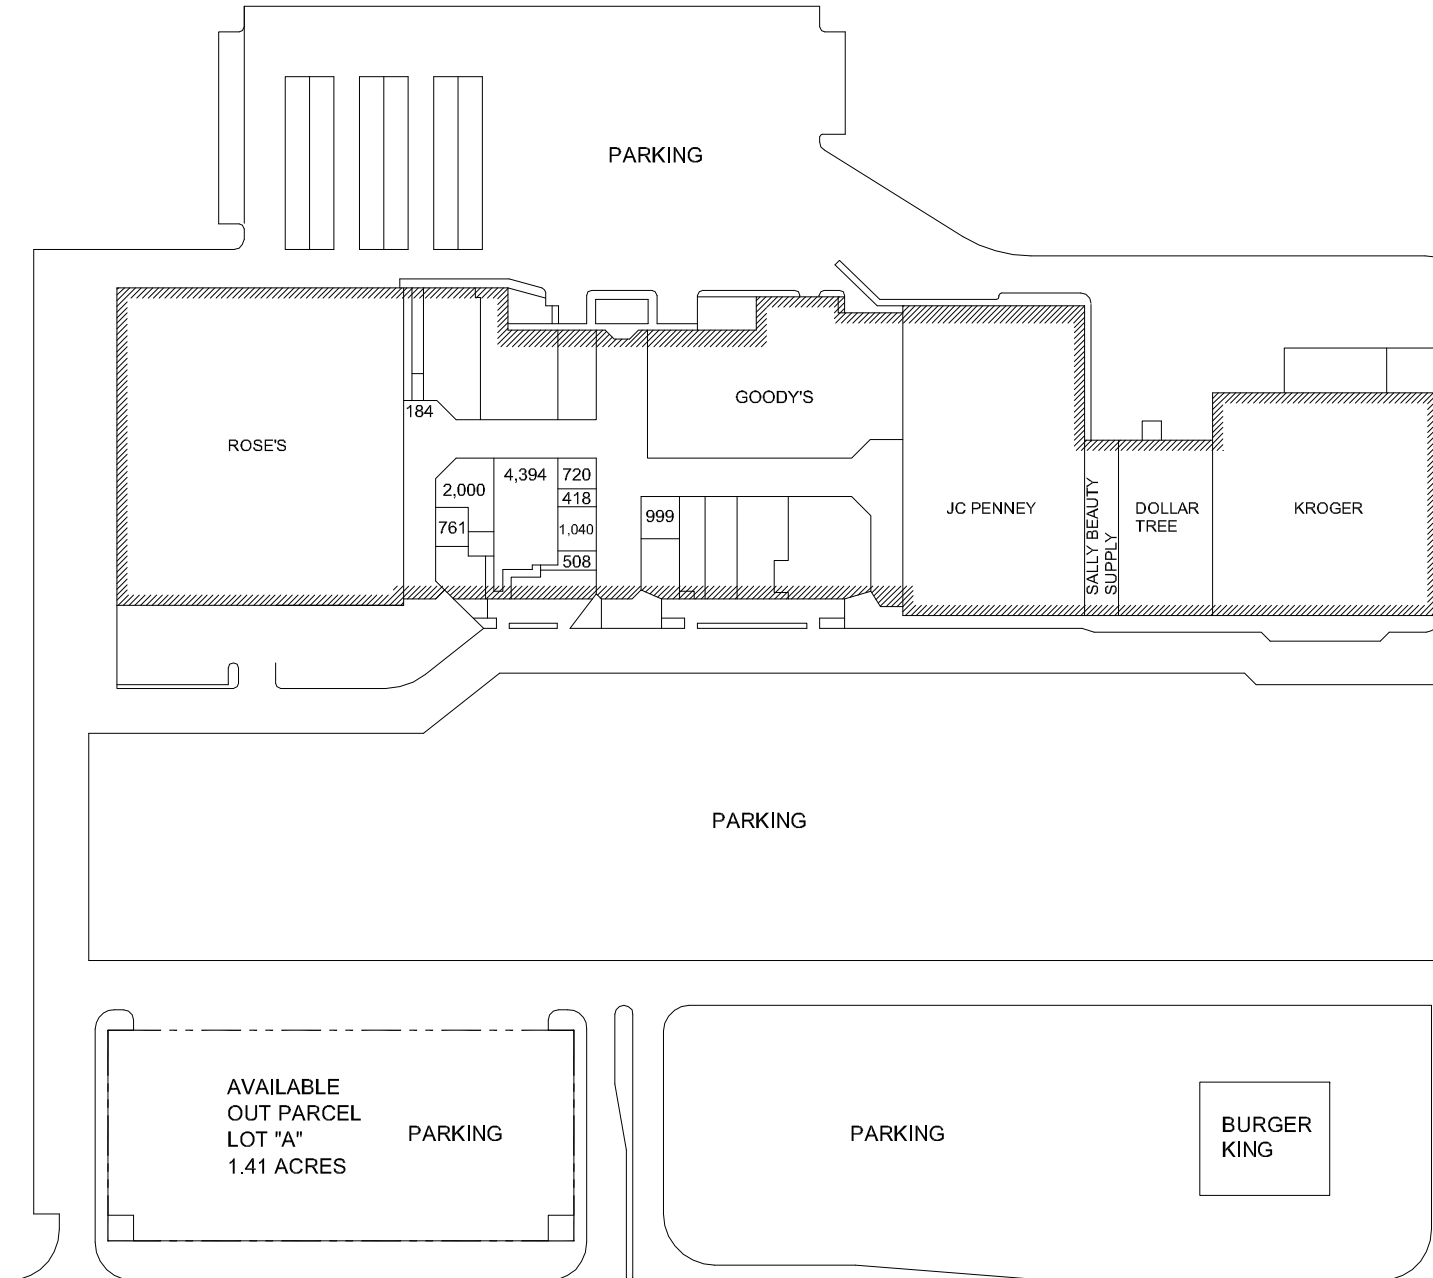 PARKING
184
GOODY'S
ROSE'S
4,394
720
2,000
418
999
761
1,040
508
JC PENNEY
SALLY BEAUTY
SUPPLY
DOLLAR
TREE
KROGER
PARKING
AVAILABLE
OUT PARCEL
LOT "A"
1.41 ACRES
PARKING
PARKING
BURGER
KING